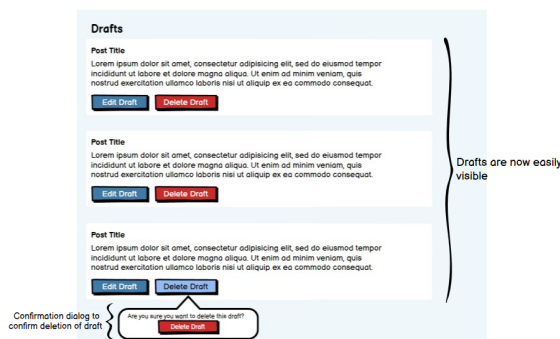 Drafts
Post Title
Lorem ipsum dolor sit amet, consectetur adipisicing elit, sed do eiusmod tempor
incididunt ut labore et dolore magna aliqua. Ut enim ad minim veniam, quis
nostrud exercitation ullamco laboris nisi ut aliquip ex ea commodo consequat.
Edit Draft Delete Draft
Post Title
Lorem ipsum dolor sit amet, consectetur adipisicing elit, sed do eiusmod tempor
incididunt ut labore et dolore magna aliqua. Ut enim ad minim veniam, quis
nostrud exercitation ullamco laboris nisi ut aliquip ex ea commodo consequat.
Edit Draft Delete Draft
Drafts are now easily
visible
Post Title
Lorem ipsum dolor sit amet, consectetur adipisicing elit, sed do eiusmod tempor
incididunt ut labore et dolore magna aliqua. Ut enim ad minim veniam, quis
nostrud exercitation ullamco laboris nisi ut aliquip ex ea commodo consequat.
Edit Draft Delete Draft
Confirmation dialog to
confirm deletion of draft
Are you sure you want to delete this draft?
Delete Draft